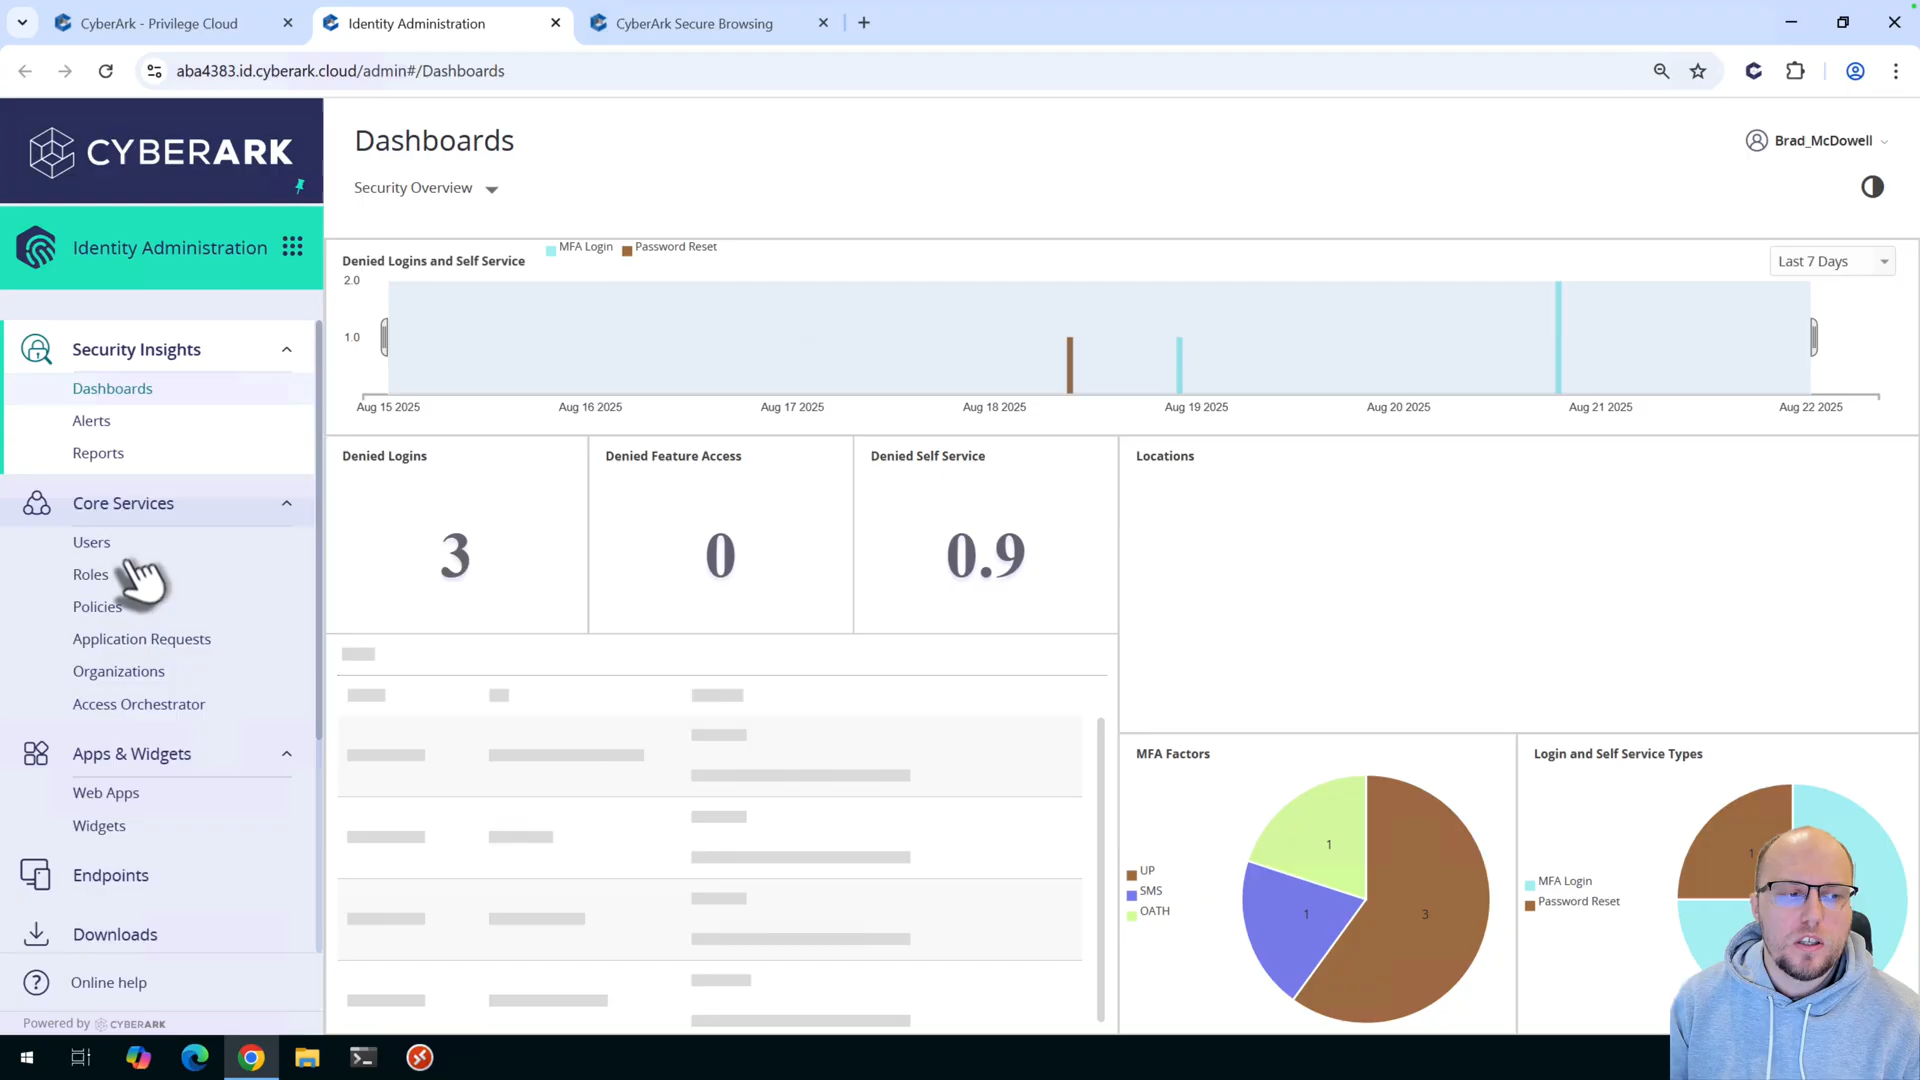 CyberArk - Privilege Cloud
Identity Administration
CyberArk Secure Browsing
aba4383.id.cyberark.cloud/admin#/Dashboards
CYBERARK
Identity Administration
Security Insights
Dashboards
Alerts
Reports
Core Services
Users
Roles
Policies
Application Requests
Organizations
Access Orchestrator
Apps & Widgets
Web Apps
Widgets
Endpoints
Downloads
Online help
Powered by CYBERARK
Dashboards
Brad_McDowell
Security Overview
Denied Logins and Self Service
MFA Login
Password Reset
Last 7 Days
2.0
1.0
Aug 15 2025
Aug 16 2025
Aug 17 2025
Aug 18 2025
Aug 19 2025
Aug 20 2025
Aug 21 2025
Aug 22 2025
Denied Logins
3
Denied Feature Access
0
Denied Self Service
0.9
Locations
MFA Factors
UP
SMS
OATH
1
1
3
Login and Self Service Types
MFA Login
Password Reset
1